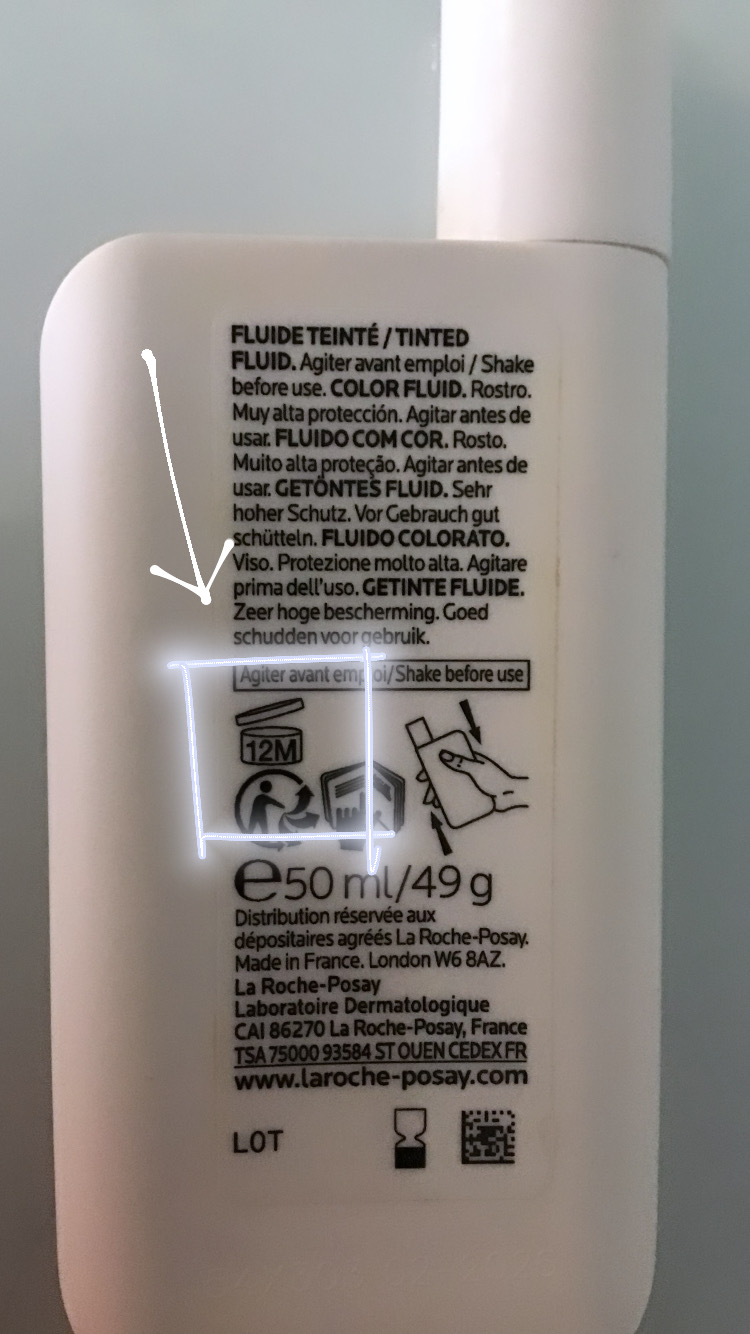 FLUIDE TEINTÉ / TINTED
FLUID. Agiter avant emploi / Shake
before use. COLOR FLUID. Rostro.
Muy alta protección. Agitar antes de
usar. FLUIDO COM COR. Rosto.
Muito alta proteção. Agitar antes de
usar. GETÖNTES FLUID. Sehr
hoher Schutz. Vor Gebrauch gut
schütteln. FLUIDO COLORATO.
Viso. Protezione molto alta. Agitare
prima dell'uso. GETINTE FLUIDE.
Zeer hoge bescherming. Goed
schudden voor gebruik.
Agiter avant emploi/Shake before use
12M
e50 ml/49 g
Distribution réservée aux
dépositaires agréés La Roche-Posay.
Made in France. London W6 8AZ.
La Roche-Posay
Laboratoire Dermatologique
CAI 86270 La Roche-Posay, France
TSA 75000 93584 ST OUEN CEDEX FR
www.laroche-posay.com
LOT